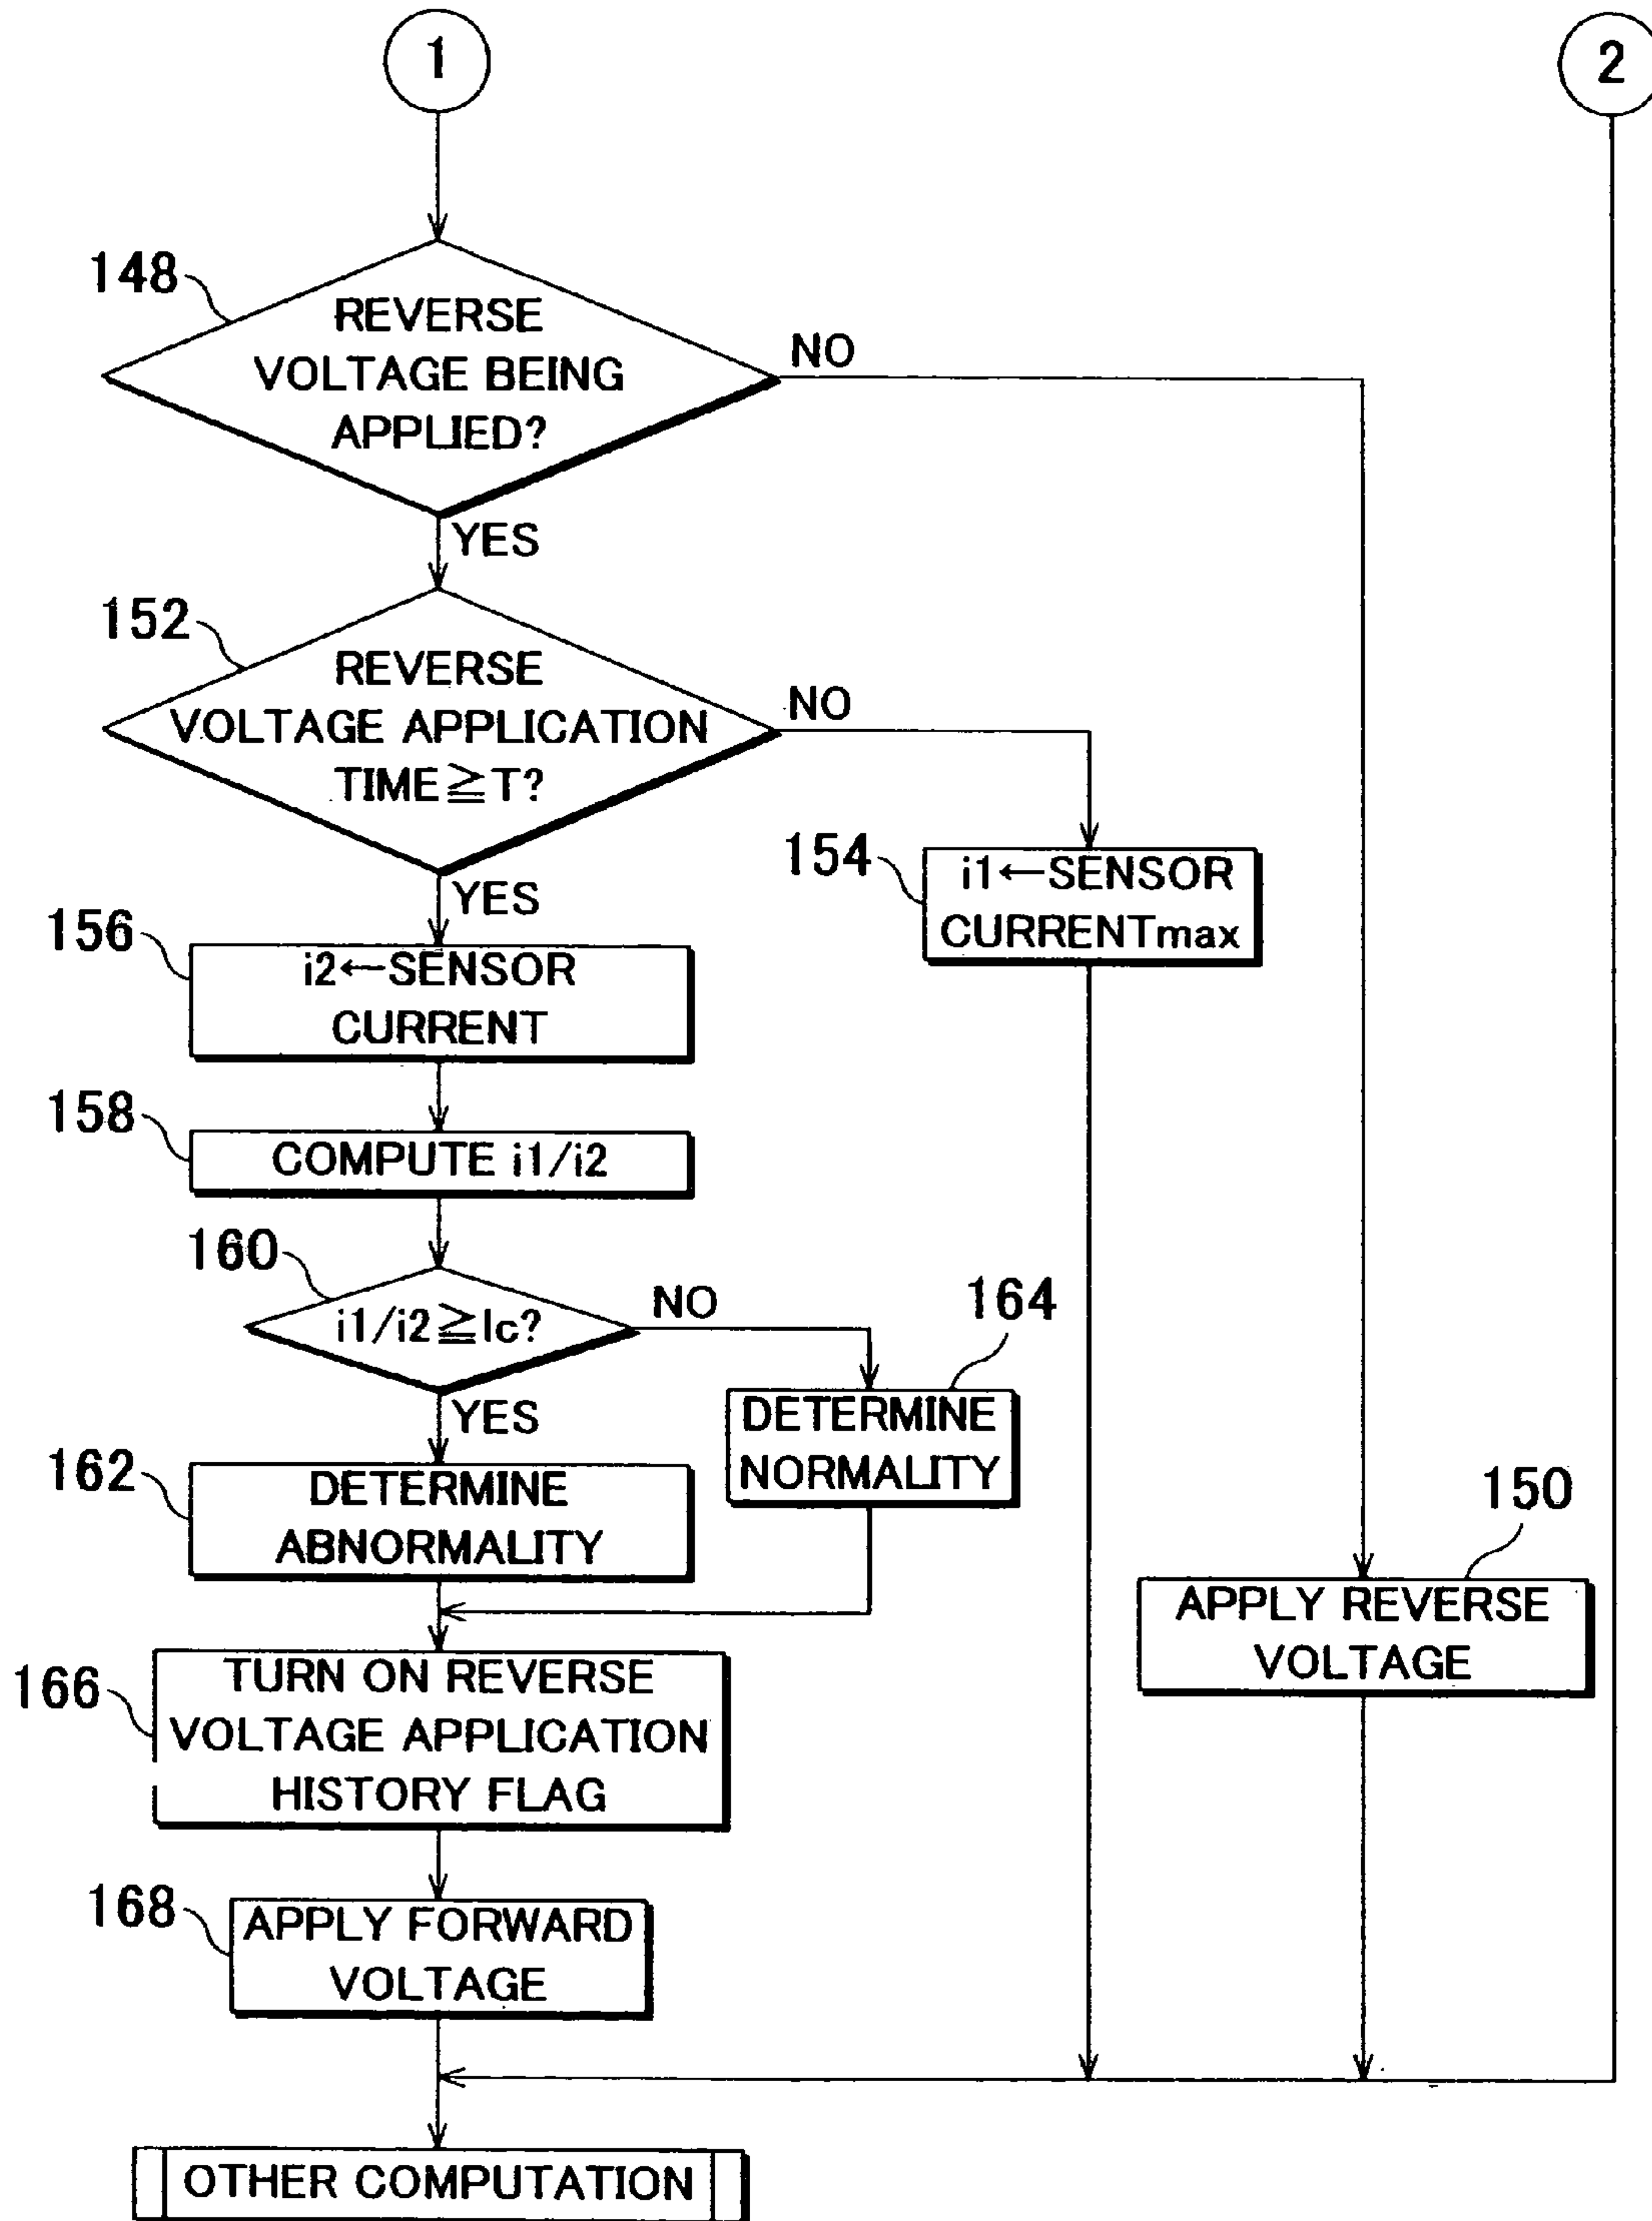 1
2
148
REVERSE
VOLTAGE BEING
APPLIED?
NO
YES
152
REVERSE
VOLTAGE APPLICATION
TIME≧T?
NO
YES
154
i1←SENSOR
CURRENTmax
156
i2←SENSOR
CURRENT
158
COMPUTE i1/i2
160
i1/i2≧Ic?
NO
YES
164
DETERMINE
NORMALITY
162
DETERMINE
ABNORMALITY
150
APPLY REVERSE
VOLTAGE
166
TURN ON REVERSE
VOLTAGE APPLICATION
HISTORY FLAG
168
APPLY FORWARD
VOLTAGE
OTHER COMPUTATION